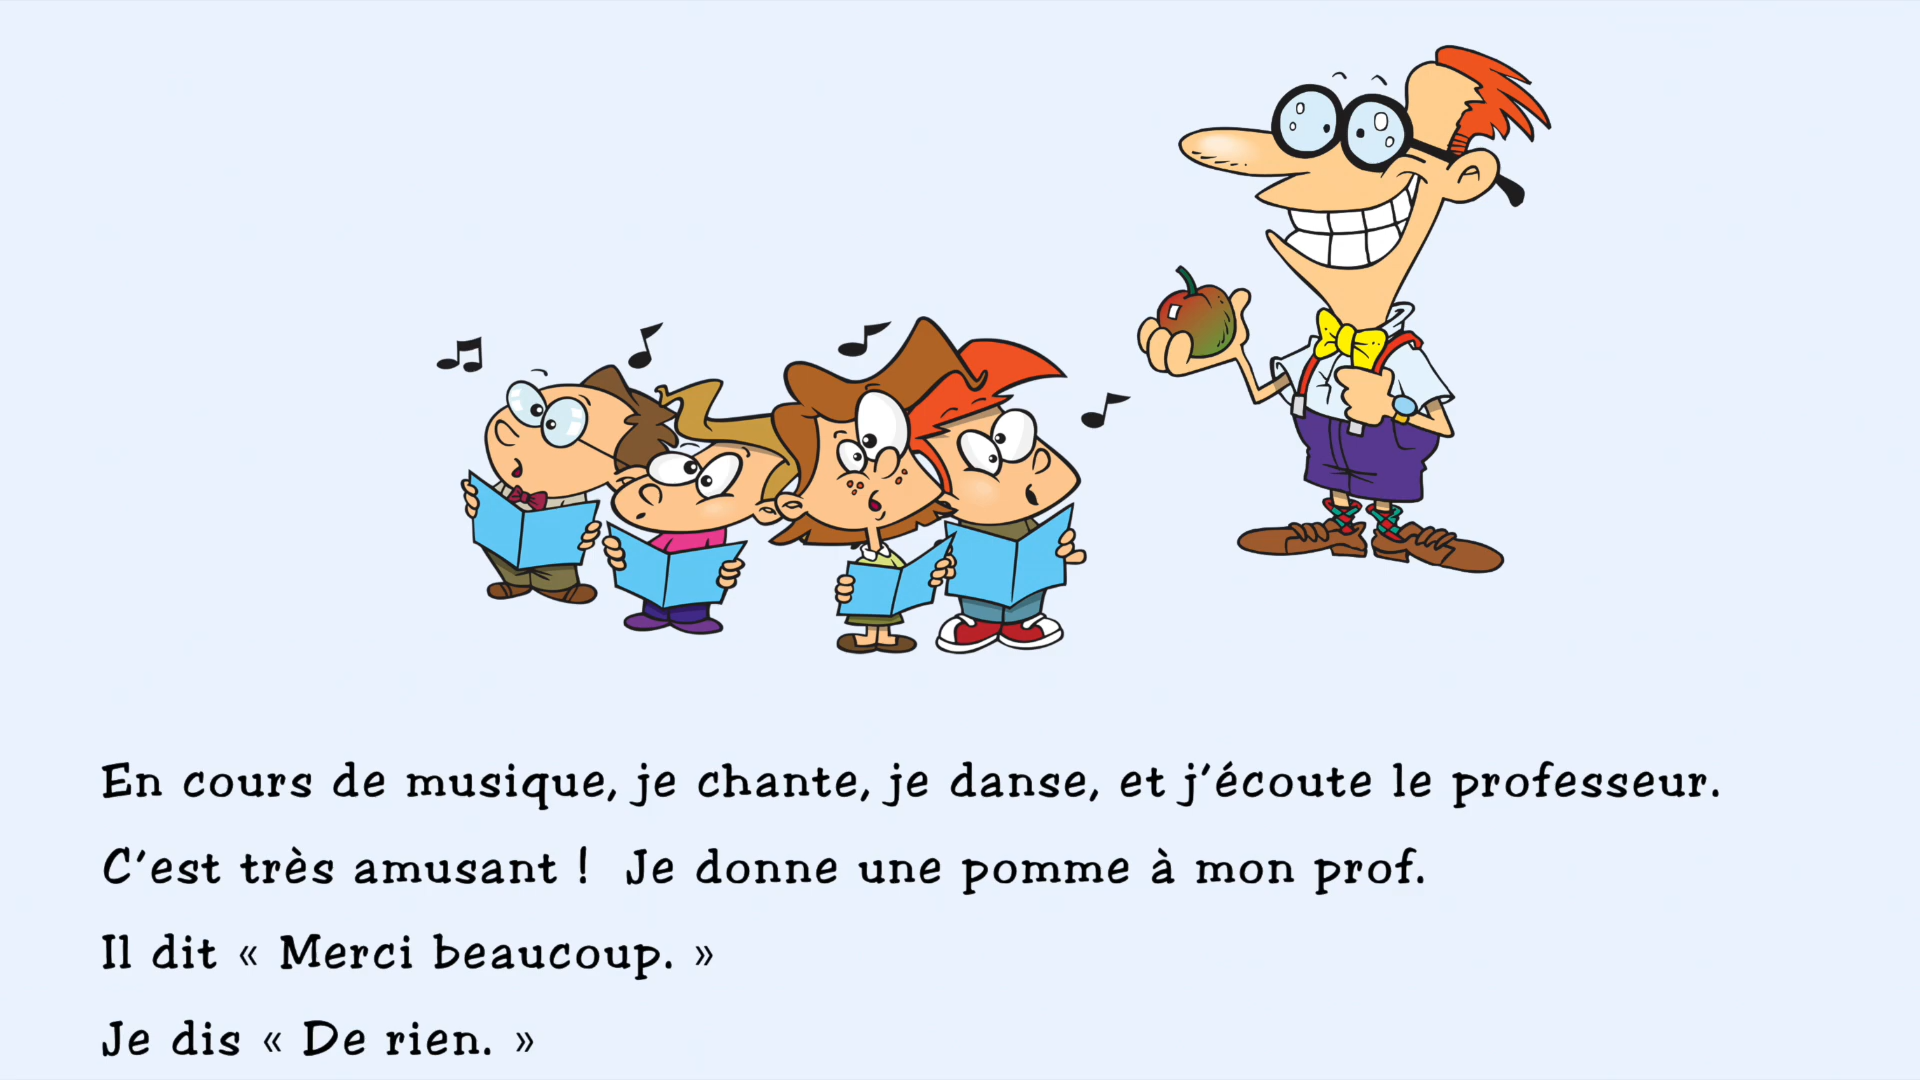 En cours de musique, je chante, je danse, et j'écoute le professeur.
C'est très amusant !  Je donne une pomme à mon prof.
Il dit « Merci beaucoup. »
Je dis « De rien. »